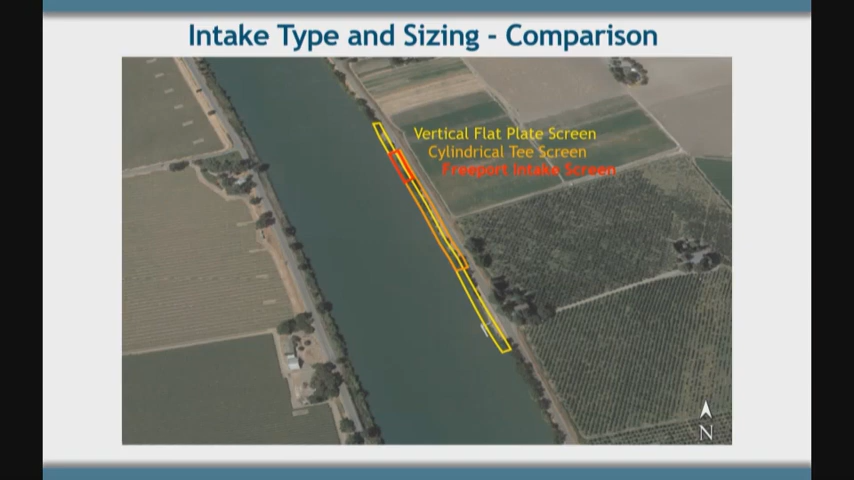 Intake Type and Sizing - Comparison
Vertical Flat Plate Screen
Cylindrical Tee Screen
Freeport Intake Screen
N